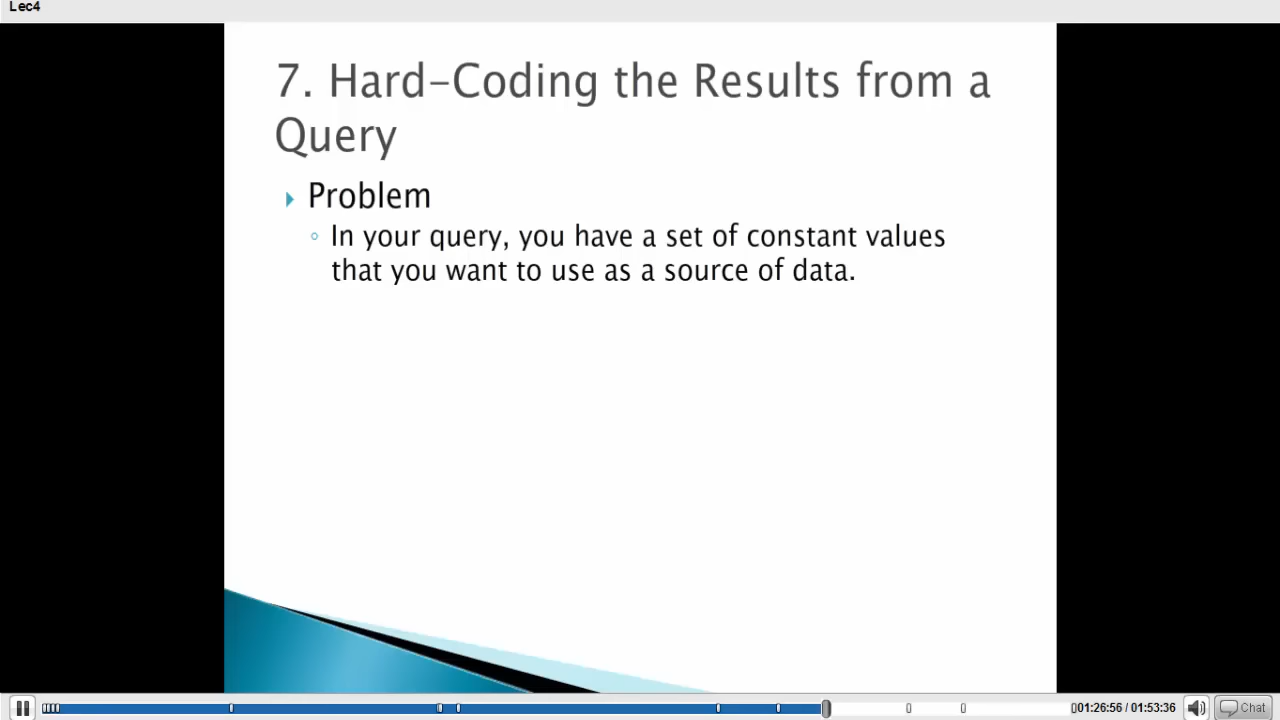 Lec4
7. Hard-Coding the Results from a
Query
Problem
In your query, you have a set of constant values
that you want to use as a source of data.
01:26:56 / 01:53:36
Chat